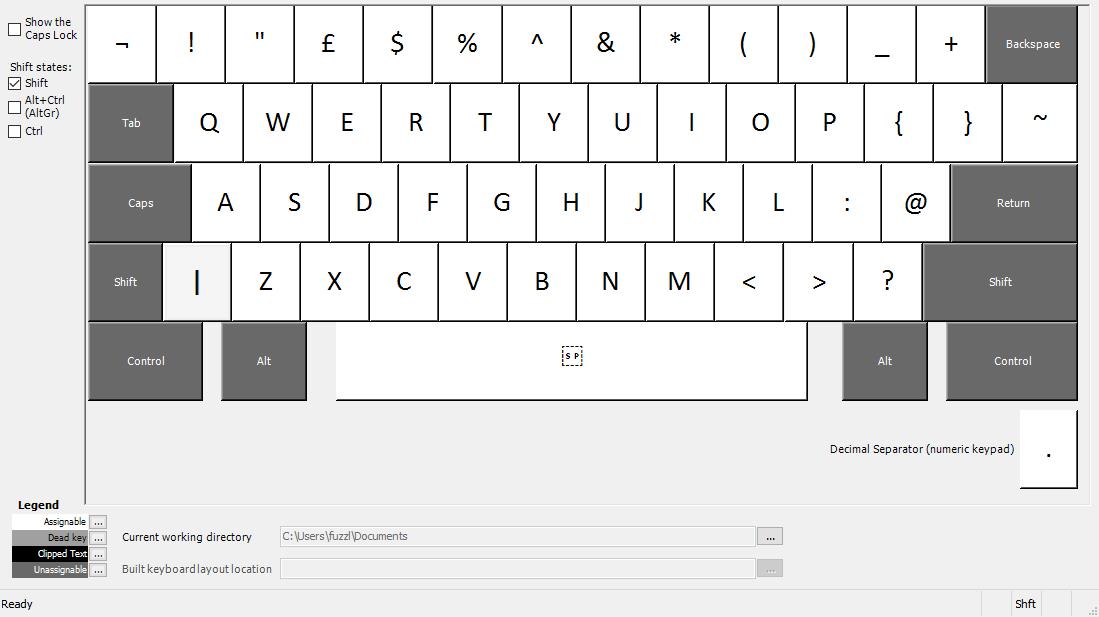 Show the
Caps Lock
¬ ! " £ $ % ^ & * ( ) _ + Backspace
Shift states:
Shift
Alt+Ctrl
(AltGr)
Ctrl
Tab Q W E R T Y U I O P { } ~
Caps A S D F G H J K L : @ Return
Shift | Z X C V B N M < > ? Shift
Control Alt SP Alt Control
Decimal Separator (numeric keypad) .
Legend
Assignable ...
Dead key ...
Clipped Text ...
Unassignable ...
Current working directory C:\Users\fuzzl\Documents ...
Built keyboard layout location ...
Ready Shft